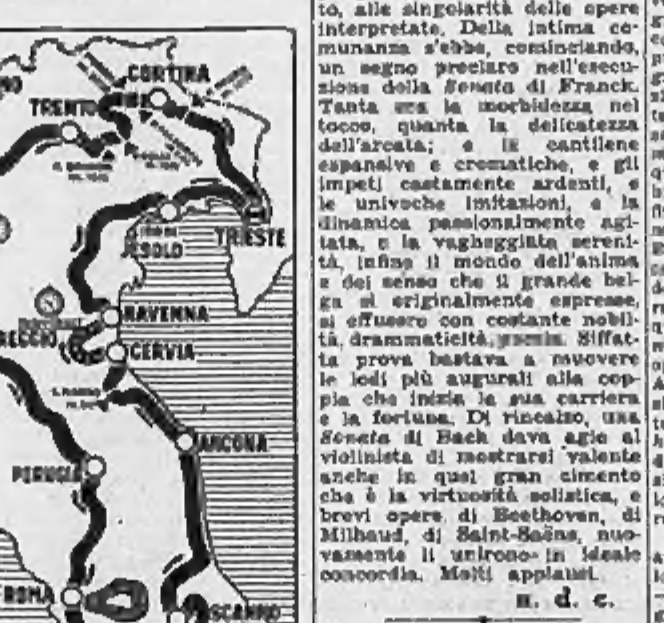 CORTINA
TRENTO
JESOLO
TRIESTE
RAVENNA
REGGIO
CERVIA
ANCONA
PERUGIA
ROMA
SCANNO
to, alle singolarità delle opere
interpretate. Della intima co-
munanza s'ebbe, cominciando,
un segno preclaro nell'esecu-
zione della Sonata di Franck.
Tanta era la morbidezza nel
tocco, quanta la delicatezza
dell'arcata; e le cantilene
espansive e cromatiche, e gli
impeti castamente ardenti, e
le univoche imitazioni, e la
dinamica passionalmente agi-
tata, e la vagheggiata sereni-
tà, infine il mondo dell'anima
e dei sensi che il grande bel-
ga sì originalmente espresse,
si effusero con costante nobil-
tà, drammaticità, poesia. Siffat-
ta prova bastava a muovere
le lodi più augurali alla cop-
pia che inizia la sua carriera
e la fortuna. Di rincalzo, una
Sonata di Bach dava agio al
violinista di mostrarsi valente
anche in quel gran cimento
che è la virtuosità solistica, e
brevi opere di Beethoven, di
Milhaud, di Saint-Saëns, nuo-
vamente li unirono in ideale
concordia. Molti applausi.
a. d. c.